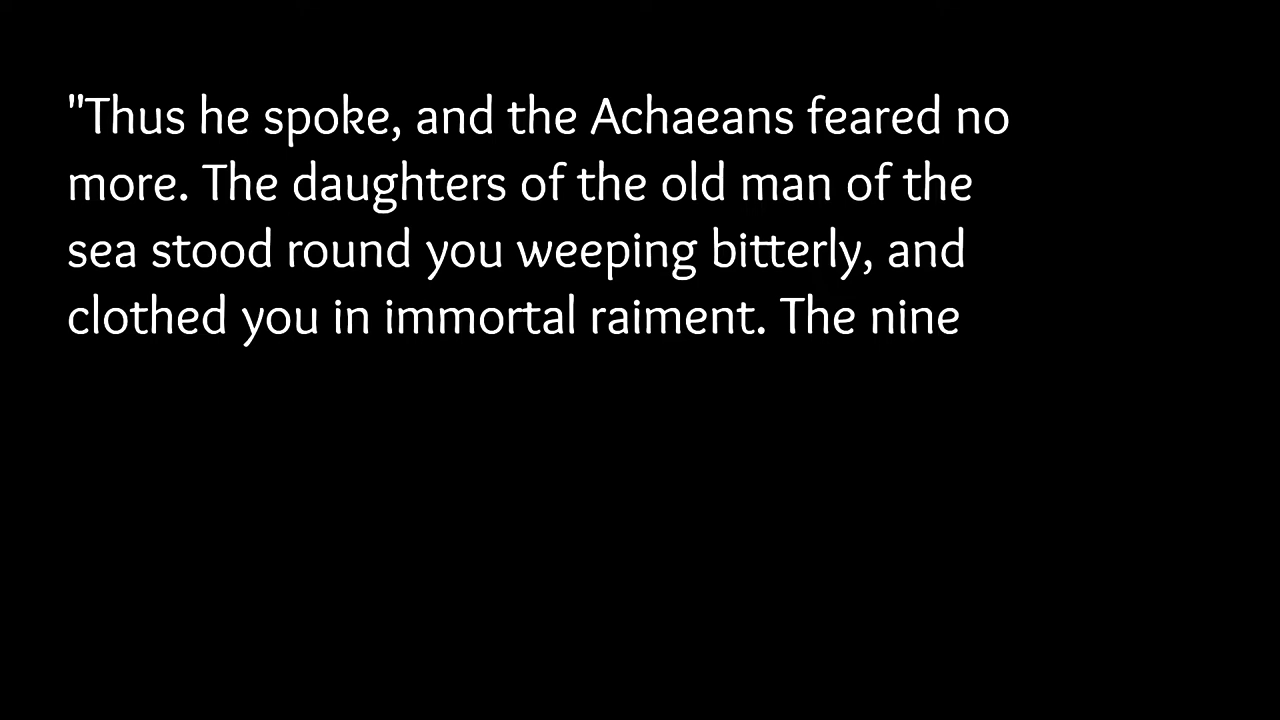 "Thus he spoke, and the Achaeans feared no
more. The daughters of the old man of the
sea stood round you weeping bitterly, and
clothed you in immortal raiment. The nine